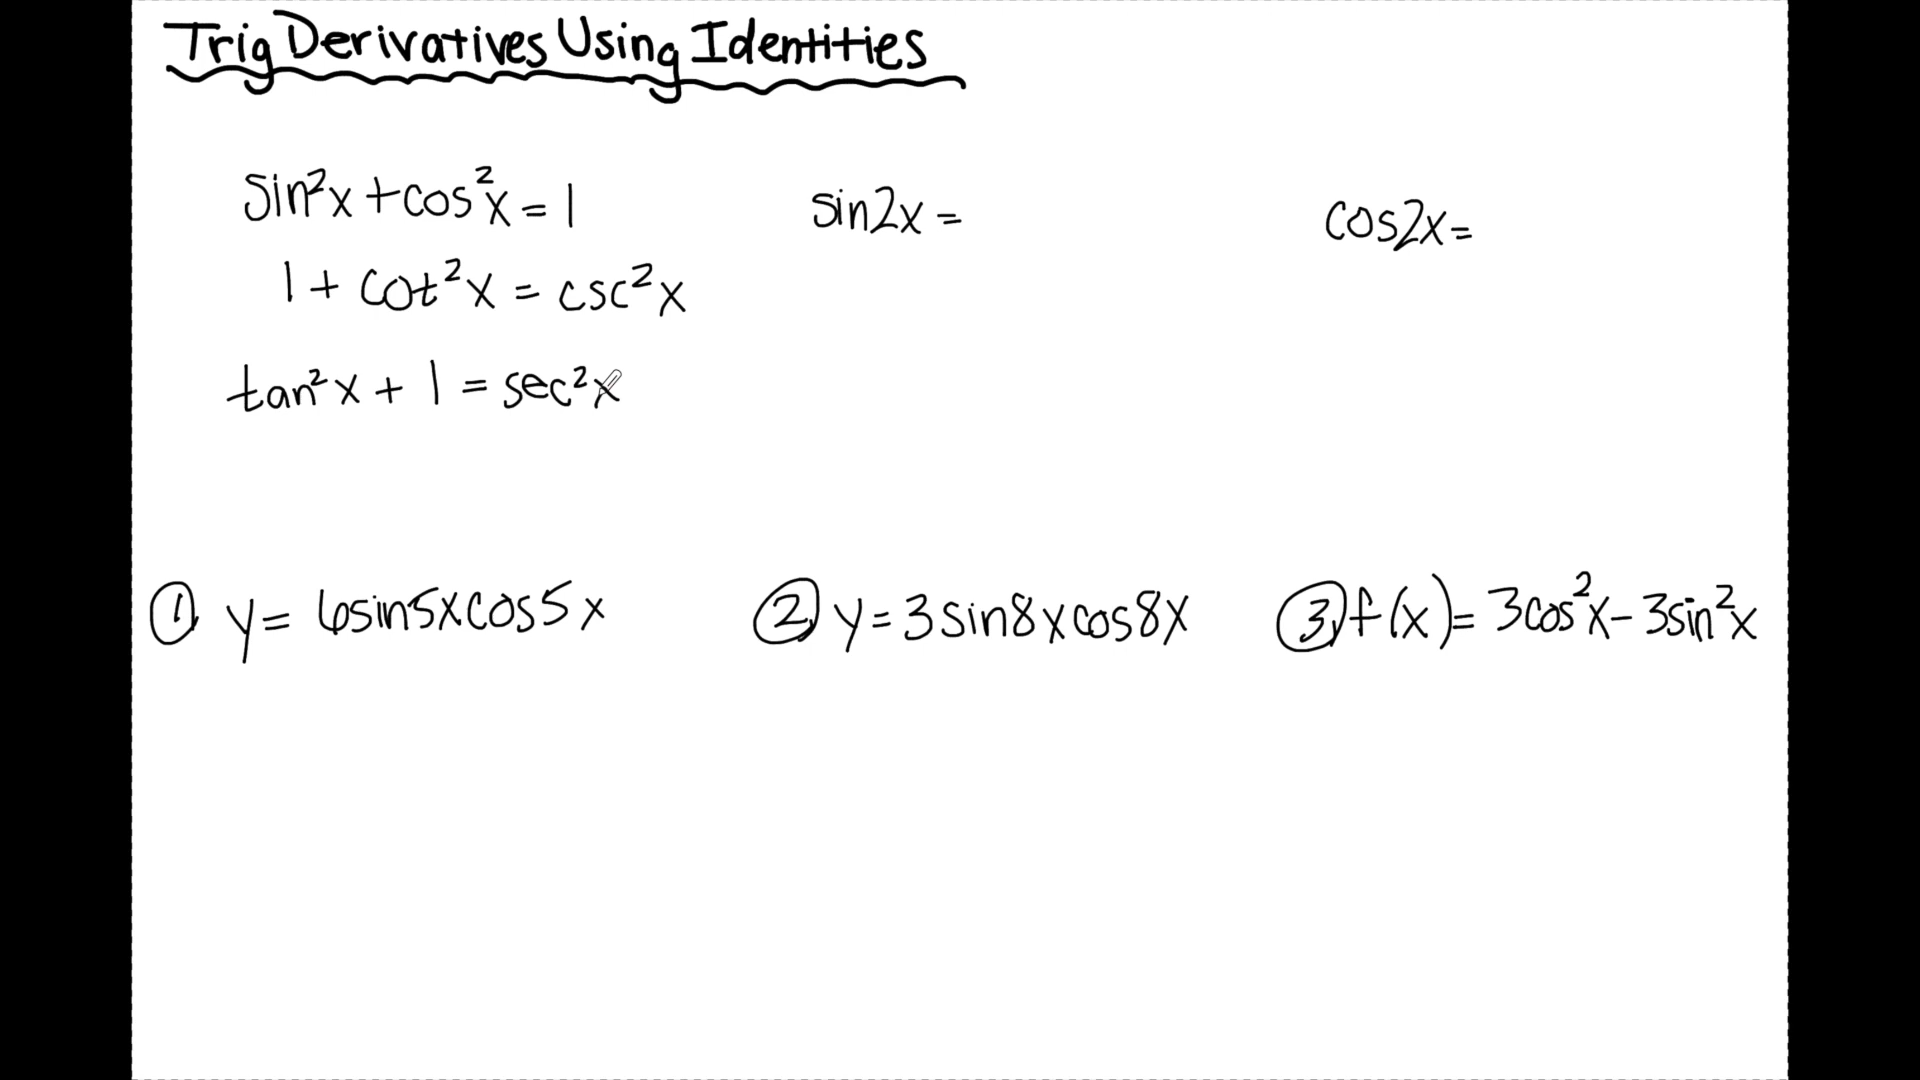 Trig Derivatives Using Identities
sin²x + cos²x = 1
sin2x =
cos2x =
1 + cot²x = csc²x
tan²x + 1 = sec²x
① y = 6sin5xcos5x
② y = 3sin8xcos8x
③ f(x) = 3cos²x - 3sin²x